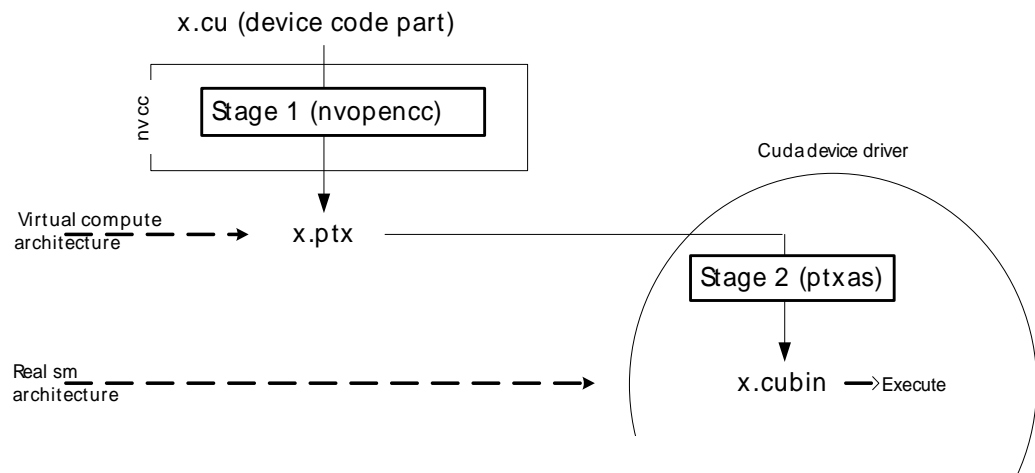 x.cu (device code part)
nvcc
Stage 1 (nvopencc)
Cuda device driver
Virtual compute
architecture
x.ptx
Stage 2 (ptxas)
Real sm
architecture
x.cubin
Execute